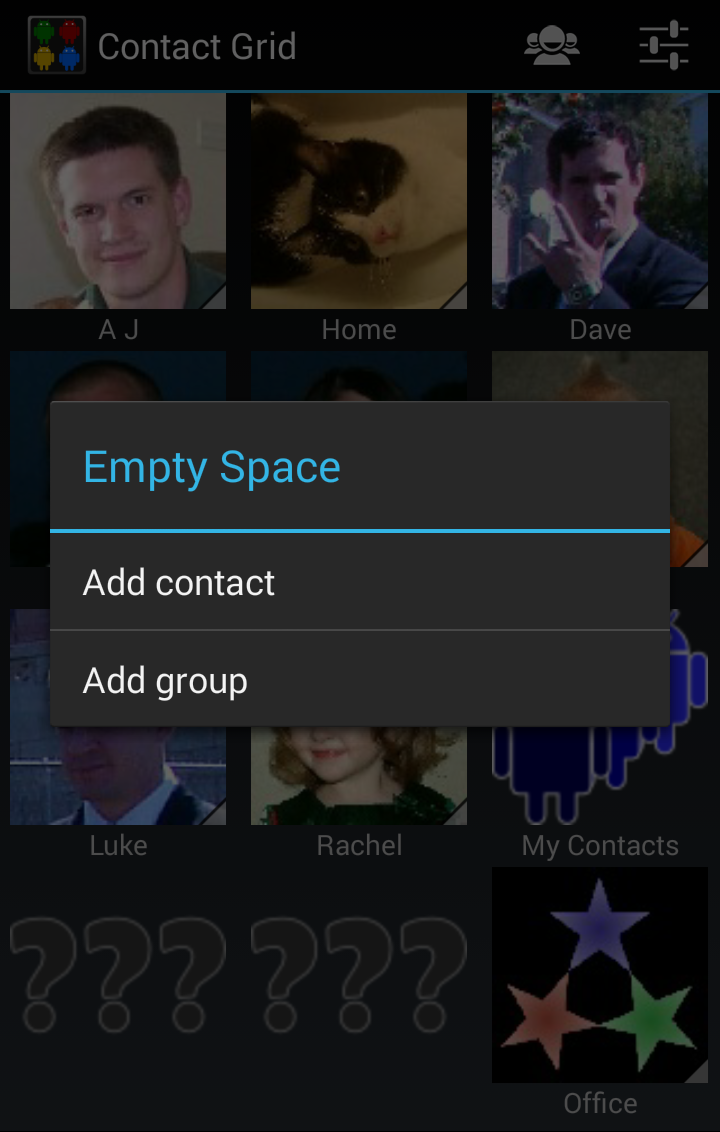 Contact Grid
A J
Home
Dave
Empty Space
Add contact
Add group
Luke
Rachel
My Contacts
???
???
Office